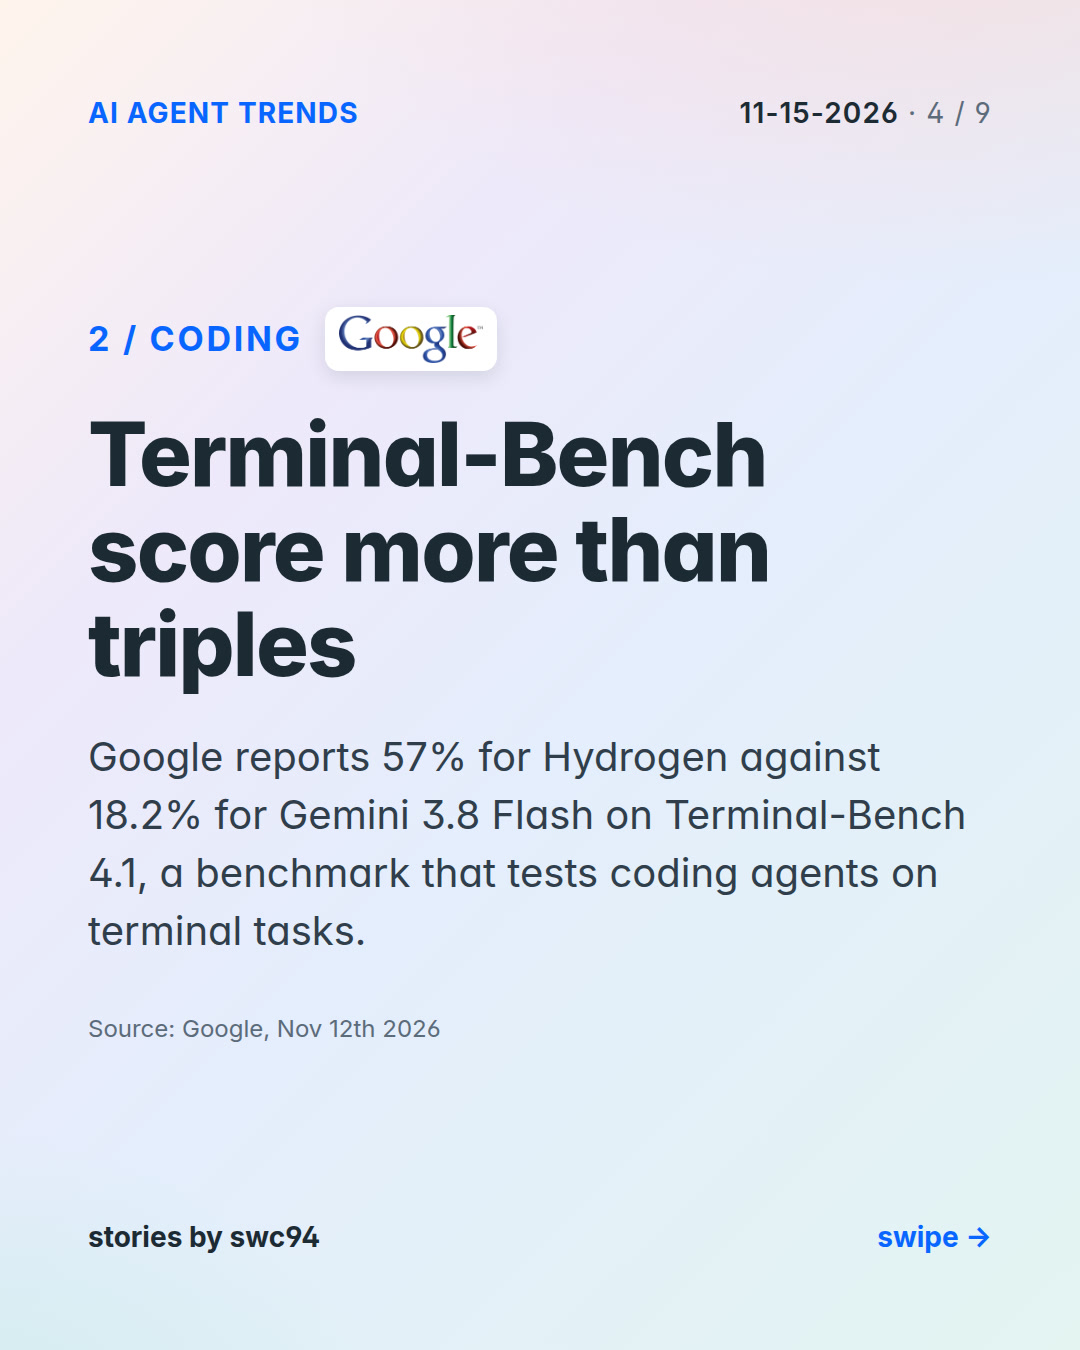 AI AGENT TRENDS
11-15-2026 · 4 / 9
2 / CODING
Google™
Terminal-Bench
score more than
triples
Google reports 57% for Hydrogen against
18.2% for Gemini 3.8 Flash on Terminal-Bench
4.1, a benchmark that tests coding agents on
terminal tasks.
Source: Google, Nov 12th 2026
stories by swc94
swipe →